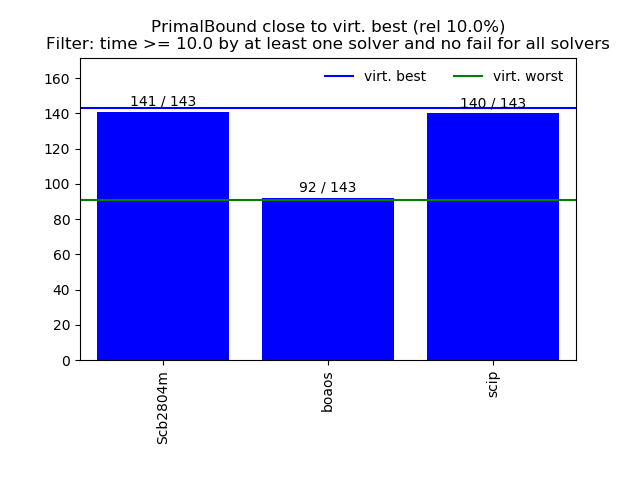 PrimalBound close to virt. best (rel 10.0%)
Filter: time >= 10.0 by at least one solver and no fail for all solvers
virt. best
virt. worst
160
140
120
100
80
60
40
20
0
141 / 143
92 / 143
140 / 143
Scb2804m
boaos
scip